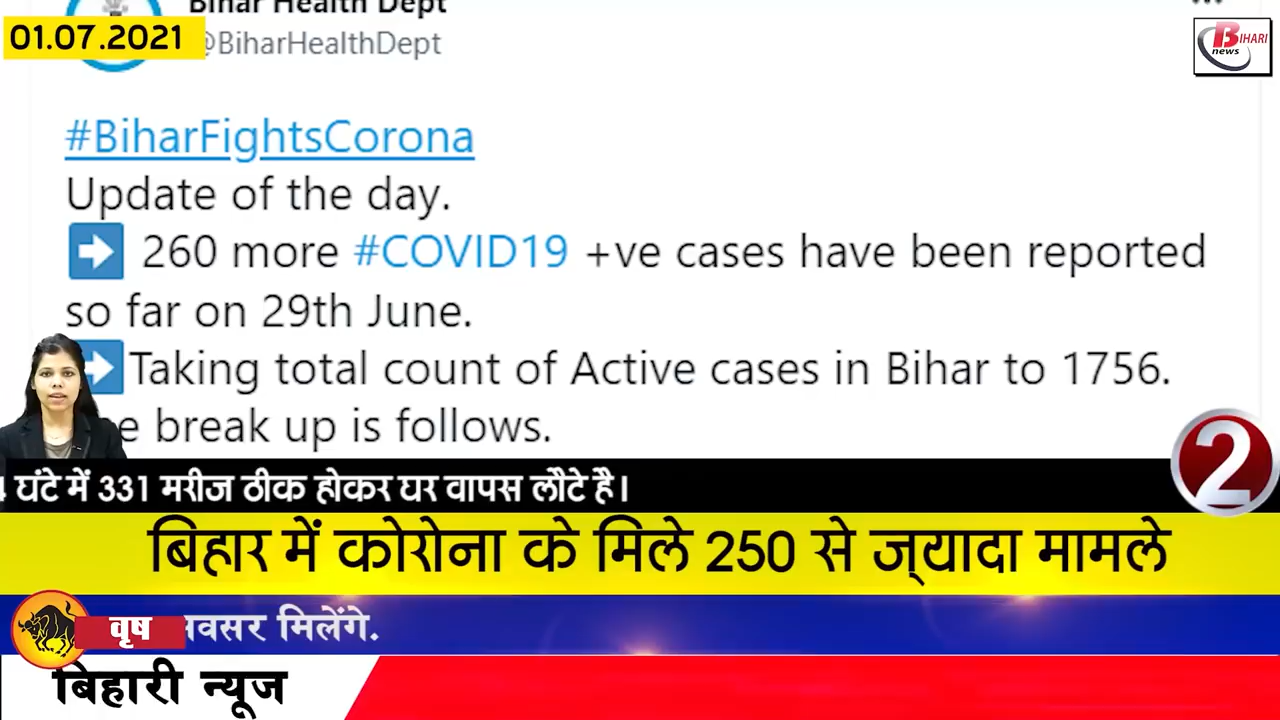 Bihar Health Dept
01.07.2021
@BiharHealthDept
BIHARI
news
#BiharFightsCorona
Update of the day.
260 more #COVID19 +ve cases have been reported
so far on 29th June.
Taking total count of Active cases in Bihar to 1756.
break up is follows.
2
घंटे में 331 मरीज ठीक होकर घर वापस लौटे है।
बिहार में कोरोना के मिले 250 से ज्यादा मामले
वृष
मिलेंगे.
बिहारी न्यूज